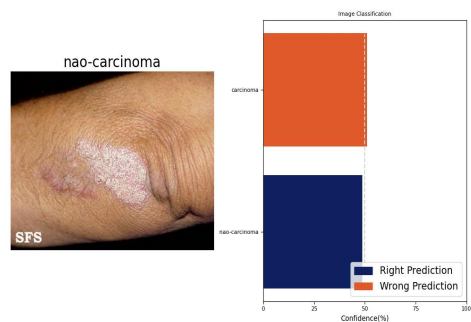 nao-carcinoma
SFS
Image Classification
carcinoma
nao-carcinoma
Right Prediction
Wrong Prediction
0 25 50 75 100
Confidence(%)